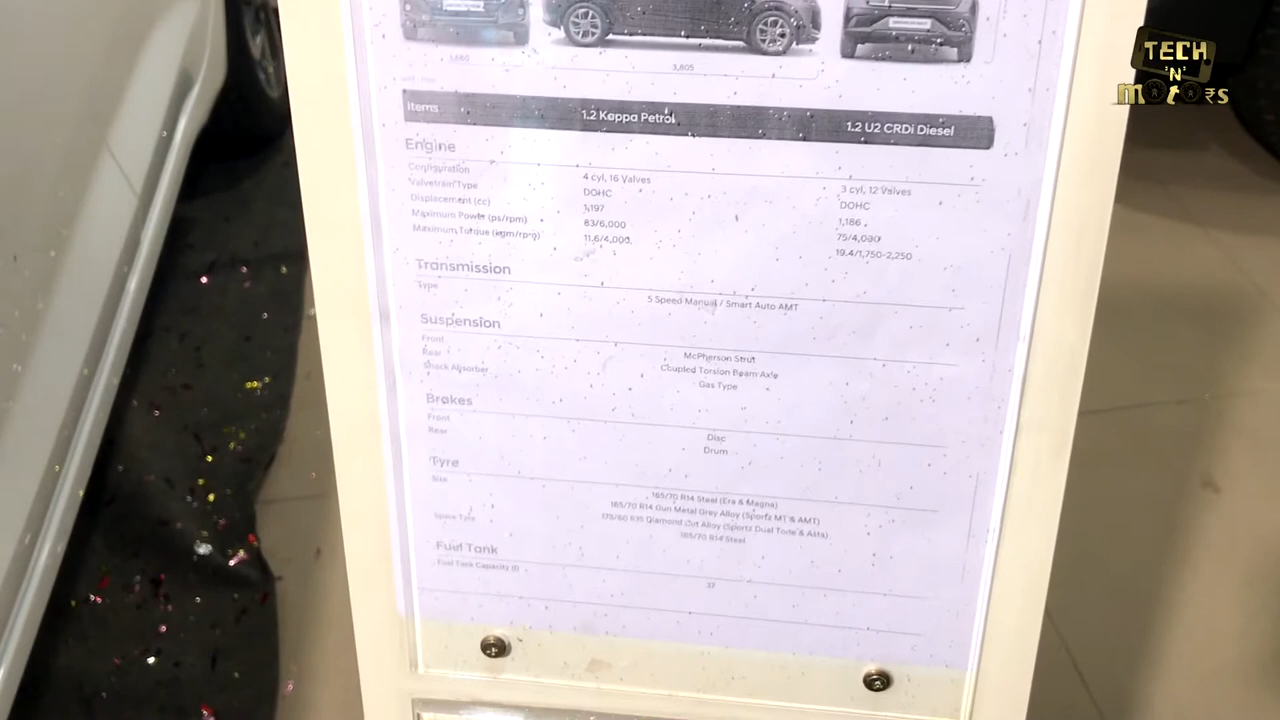 TECH
'N'
motors
1,680
3,805
Items 1.2 Kappa Petrol 1.2 U2 CRDi Diesel
Engine
Configuration 4 cyl, 16 Valves 3 cyl, 12 Valves
Valvetrain Type DOHC DOHC
Displacement (cc) 1,197 1,186
Maximum Power (ps/rpm) 83/6,000 75/4,000
Maximum Torque (kgm/rpm) 11.6/4,000 19.4/1,750-2,250
Transmission
Type 5 Speed Manual / Smart Auto AMT
Suspension
Front McPherson Strut
Rear Coupled Torsion Beam Axle
Shock Absorber Gas Type
Brakes
Front Disc
Rear Drum
Tyre
Size 165/70 R14 Steel (Era & Magna)
165/70 R14 Gun Metal Grey Alloy (Sportz MT & AMT)
175/60 R15 Diamond Cut Alloy (Sportz Dual Tone & Asta)
Spare Tyre 165/70 R14 Steel
Fuel Tank
Fuel Tank Capacity (l) 37